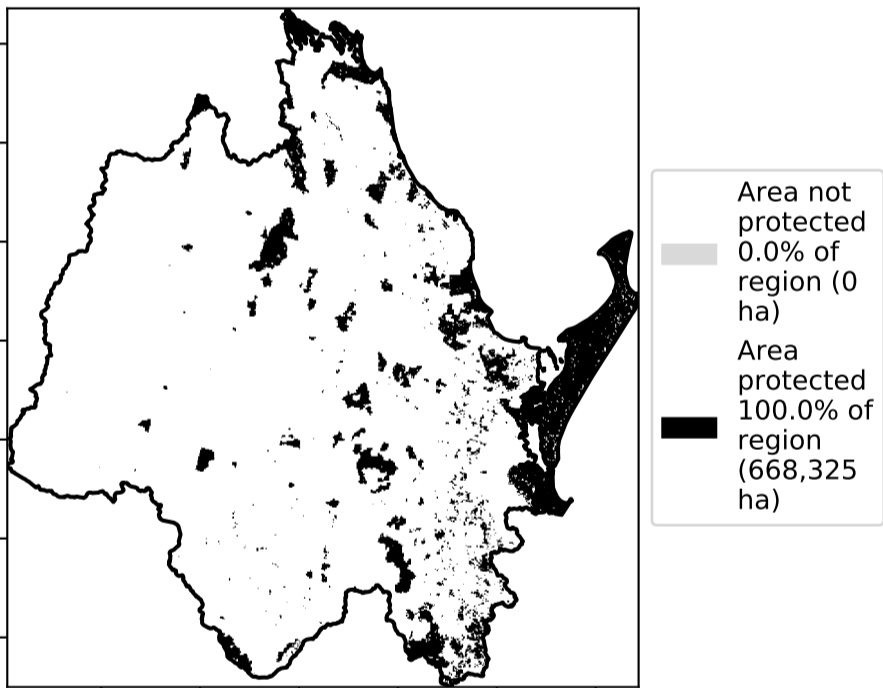 Area not
protected
0.0% of
region (0
ha)
Area
protected
100.0% of
region
(668,325
ha)